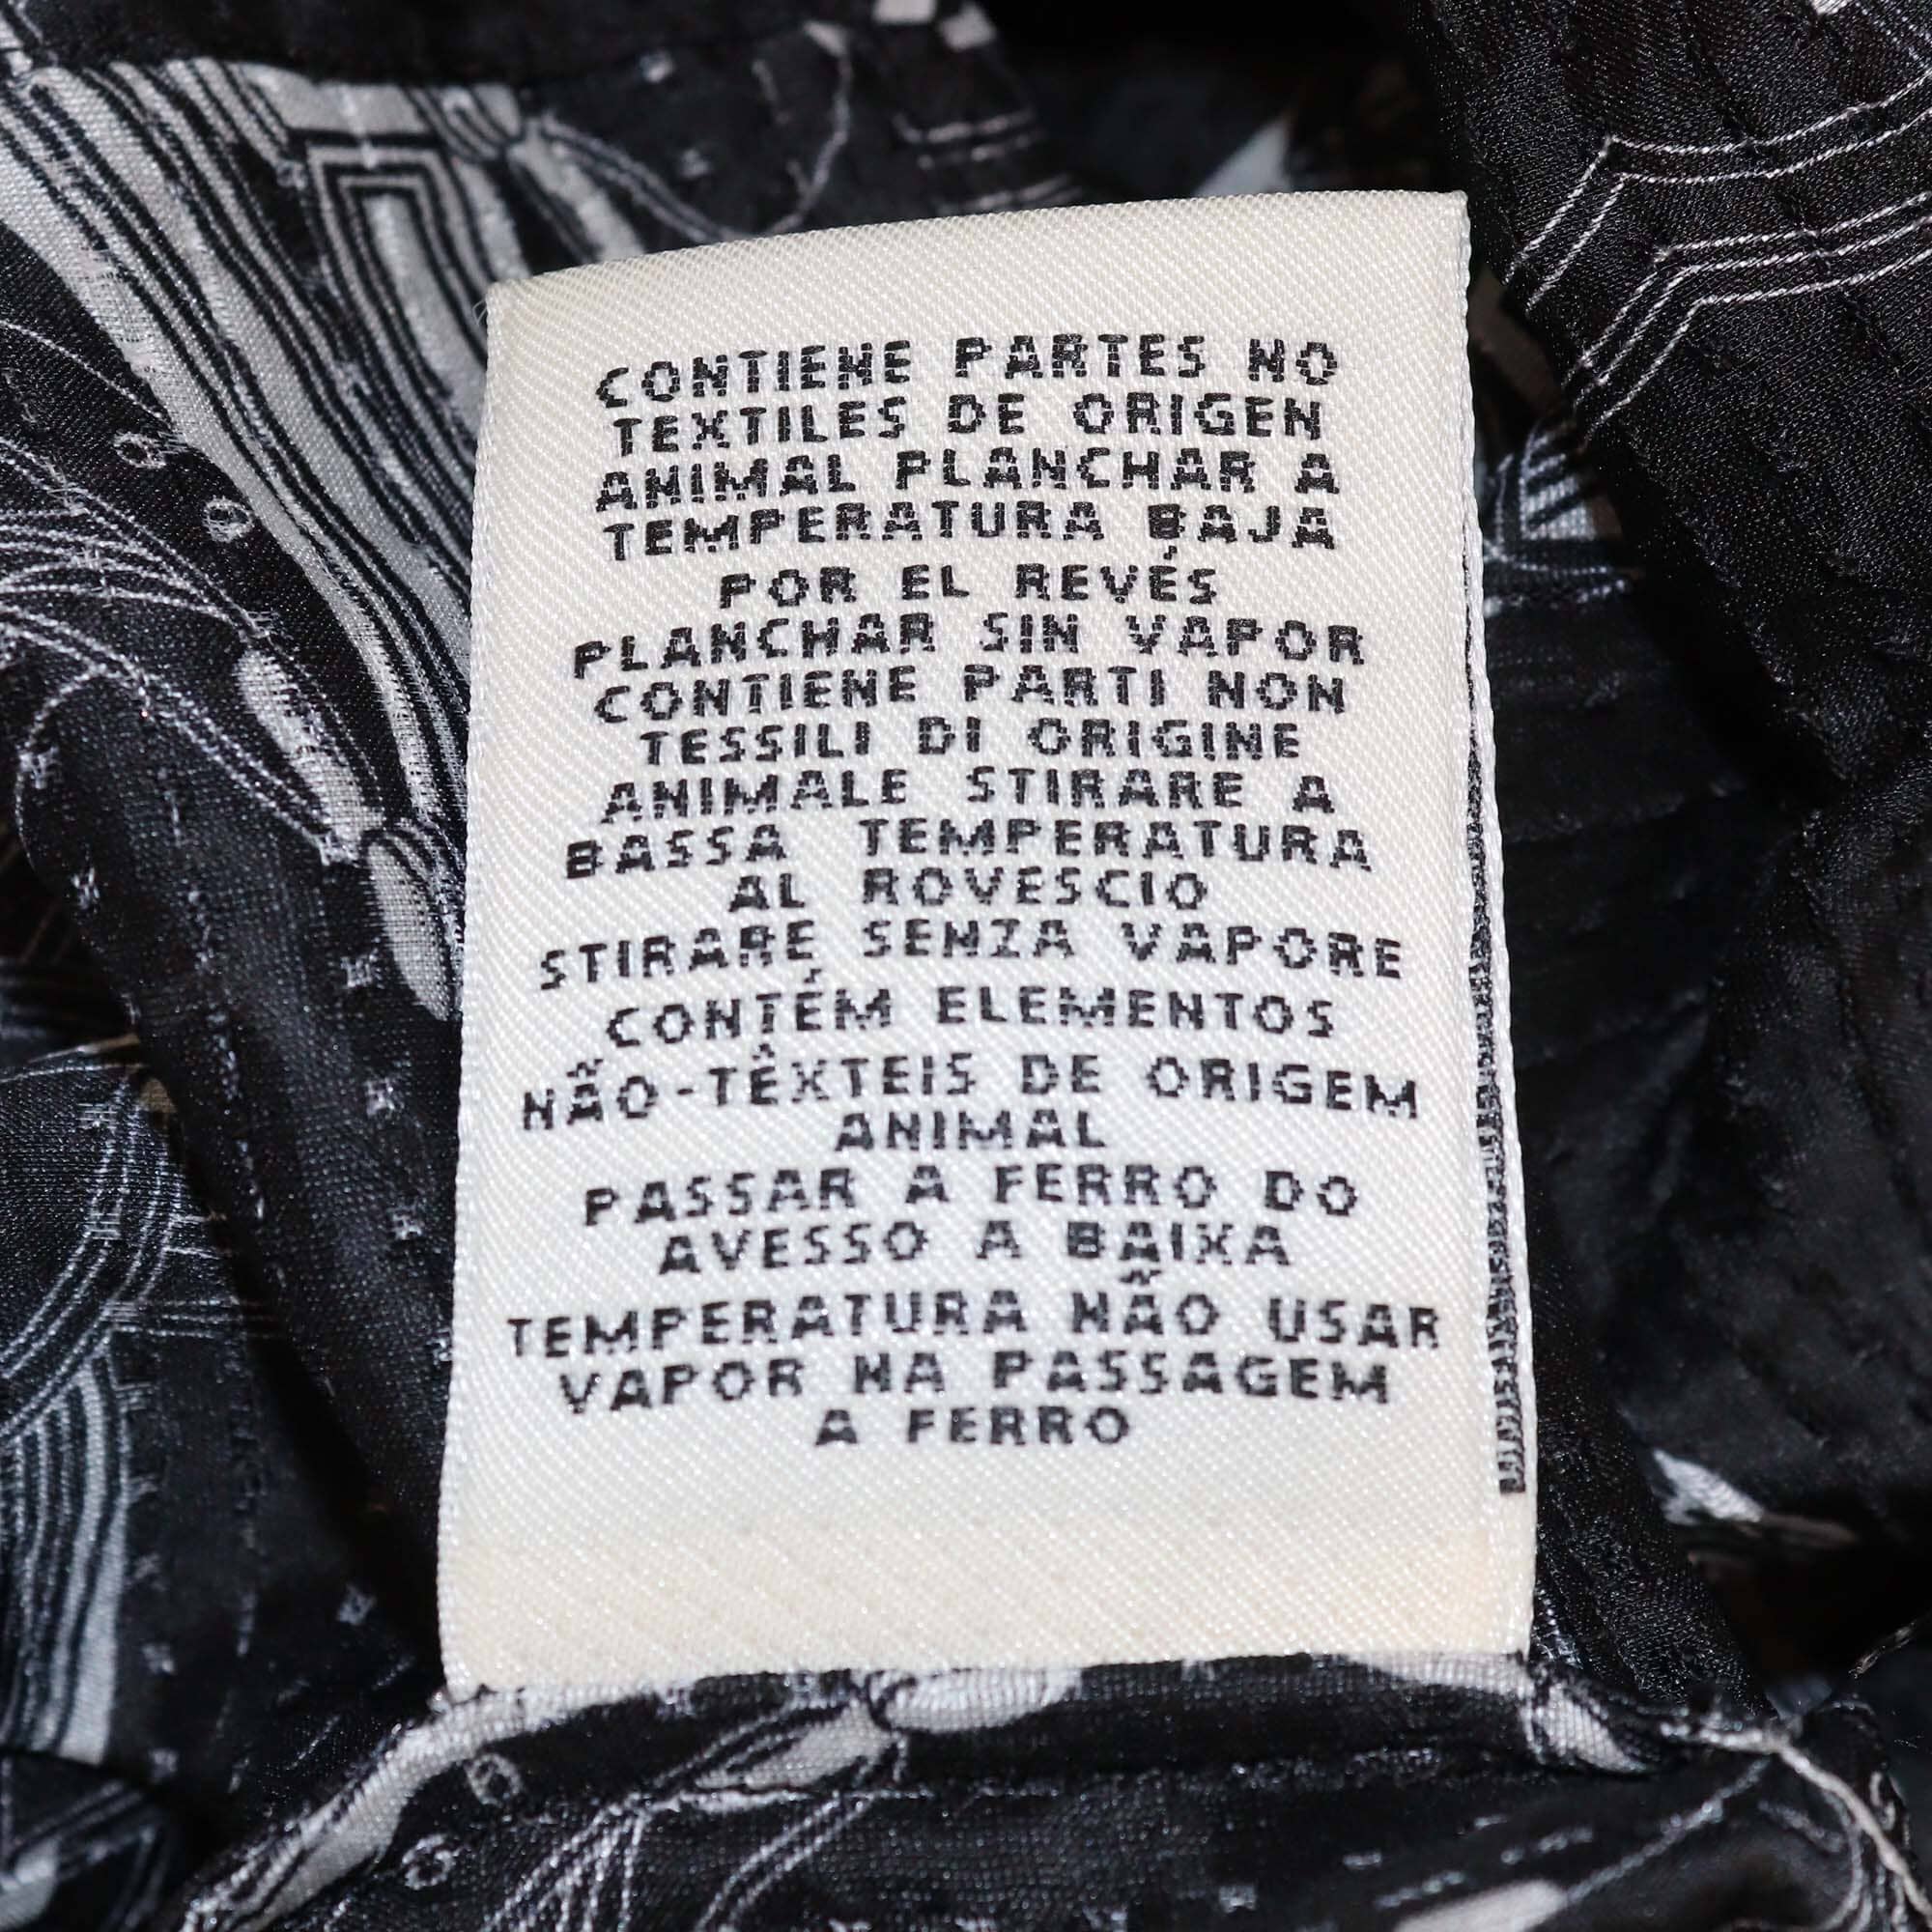 CONTIENE PARTES NO
TEXTILES DE ORIGEN
ANIMAL PLANCHAR A
TEMPERATURA BAJA
POR EL REVÉS
PLANCHAR SIN VAPOR
CONTIENE PARTI NON
TESSILI DI ORIGINE
ANIMALE STIRARE A
BASSA TEMPERATURA
AL ROVESCIO
STIRARE SENZA VAPORE
CONTÉM ELEMENTOS
NÃO-TÊXTEIS DE ORIGEM
ANIMAL
PASSAR A FERRO DO
AVESSO A BAIXA
TEMPERATURA NÃO USAR
VAPOR NA PASSAGEM
A FERRO